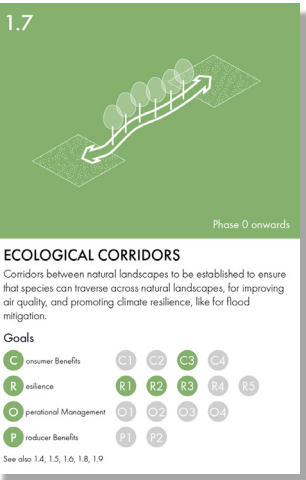 1.7
Phase 0 onwards
ECOLOGICAL CORRIDORS
Corridors between natural landscapes to be established to ensure
that species can traverse across natural landscapes, for improving
air quality, and promoting climate resilience, like for flood
mitigation.
Goals
C onsumer Benefits C1 C2 C3 C4
R esilience R1 R2 R3 R4 R5
O perational Management O1 O2 O3 O4
P roducer Benefits P1 P2
See also 1.4, 1.5, 1.6, 1.8, 1.9